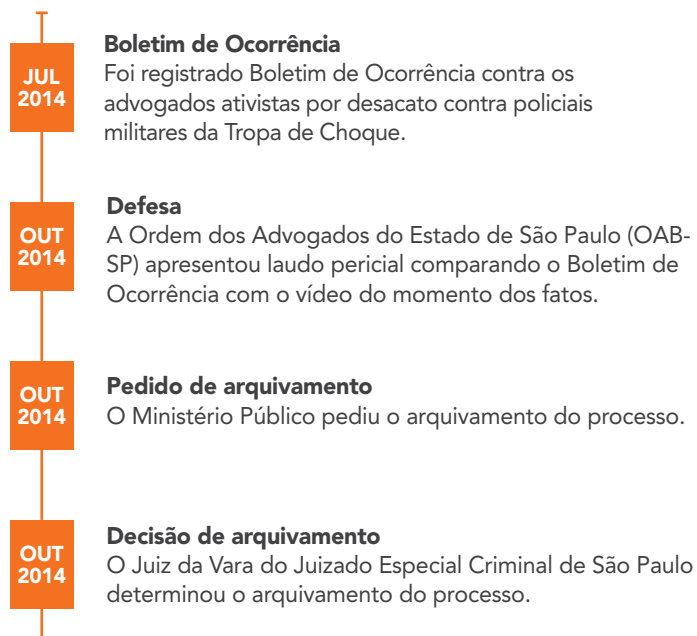 JUL
2014
Boletim de Ocorrência
Foi registrado Boletim de Ocorrência contra os
advogados ativistas por desacato contra policiais
militares da Tropa de Choque.
OUT
2014
Defesa
A Ordem dos Advogados do Estado de São Paulo (OAB-
SP) apresentou laudo pericial comparando o Boletim de
Ocorrência com o vídeo do momento dos fatos.
OUT
2014
Pedido de arquivamento
O Ministério Público pediu o arquivamento do processo.
OUT
2014
Decisão de arquivamento
O Juiz da Vara do Juizado Especial Criminal de São Paulo
determinou o arquivamento do processo.